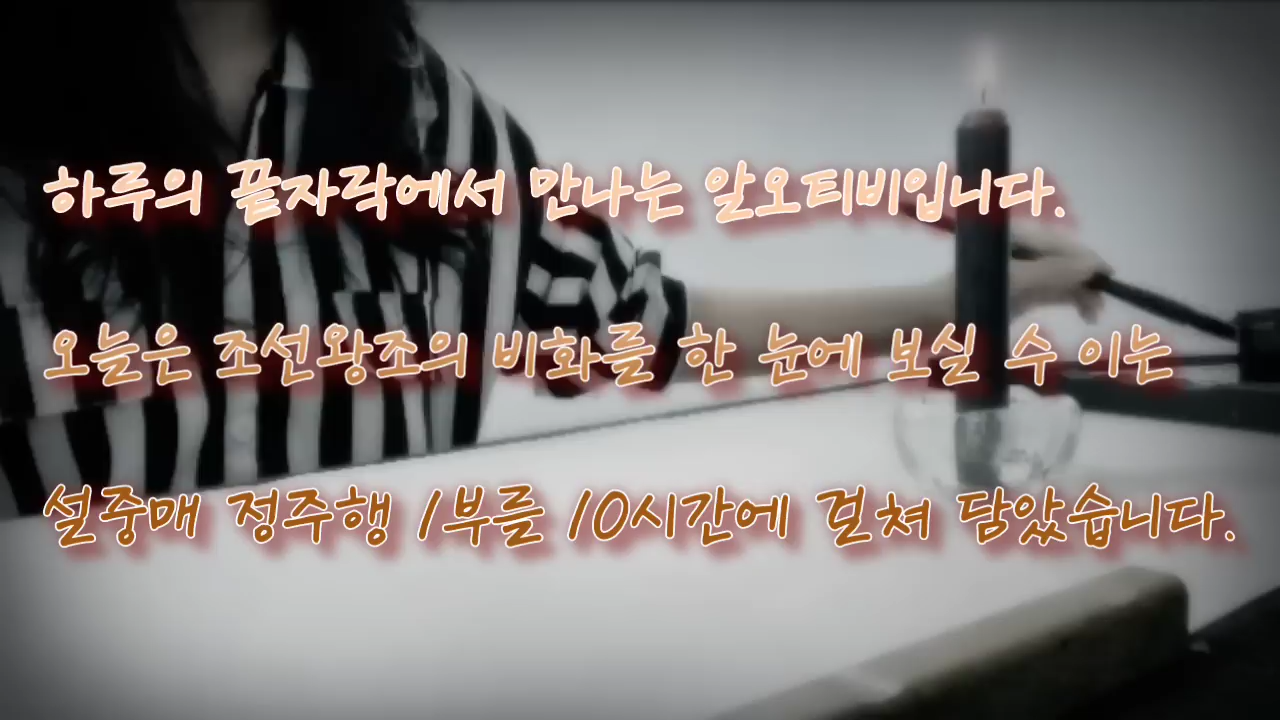 하루의 끝자락에서 만나는 알오티비입니다.
오늘은 조선왕조의 비화를 한 눈에 보실 수 이는
설중매 정주행 1부를 10시간에 걸쳐 담았습니다.